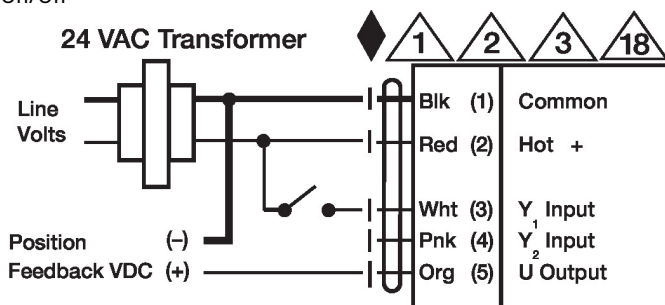 On/Off
24 VAC Transformer
1 2 3 18
Line
Volts
Blk (1) Common
Red (2) Hot +
Wht (3) Y1 Input
Pnk (4) Y2 Input
Org (5) U Output
Position (–)
Feedback VDC (+)